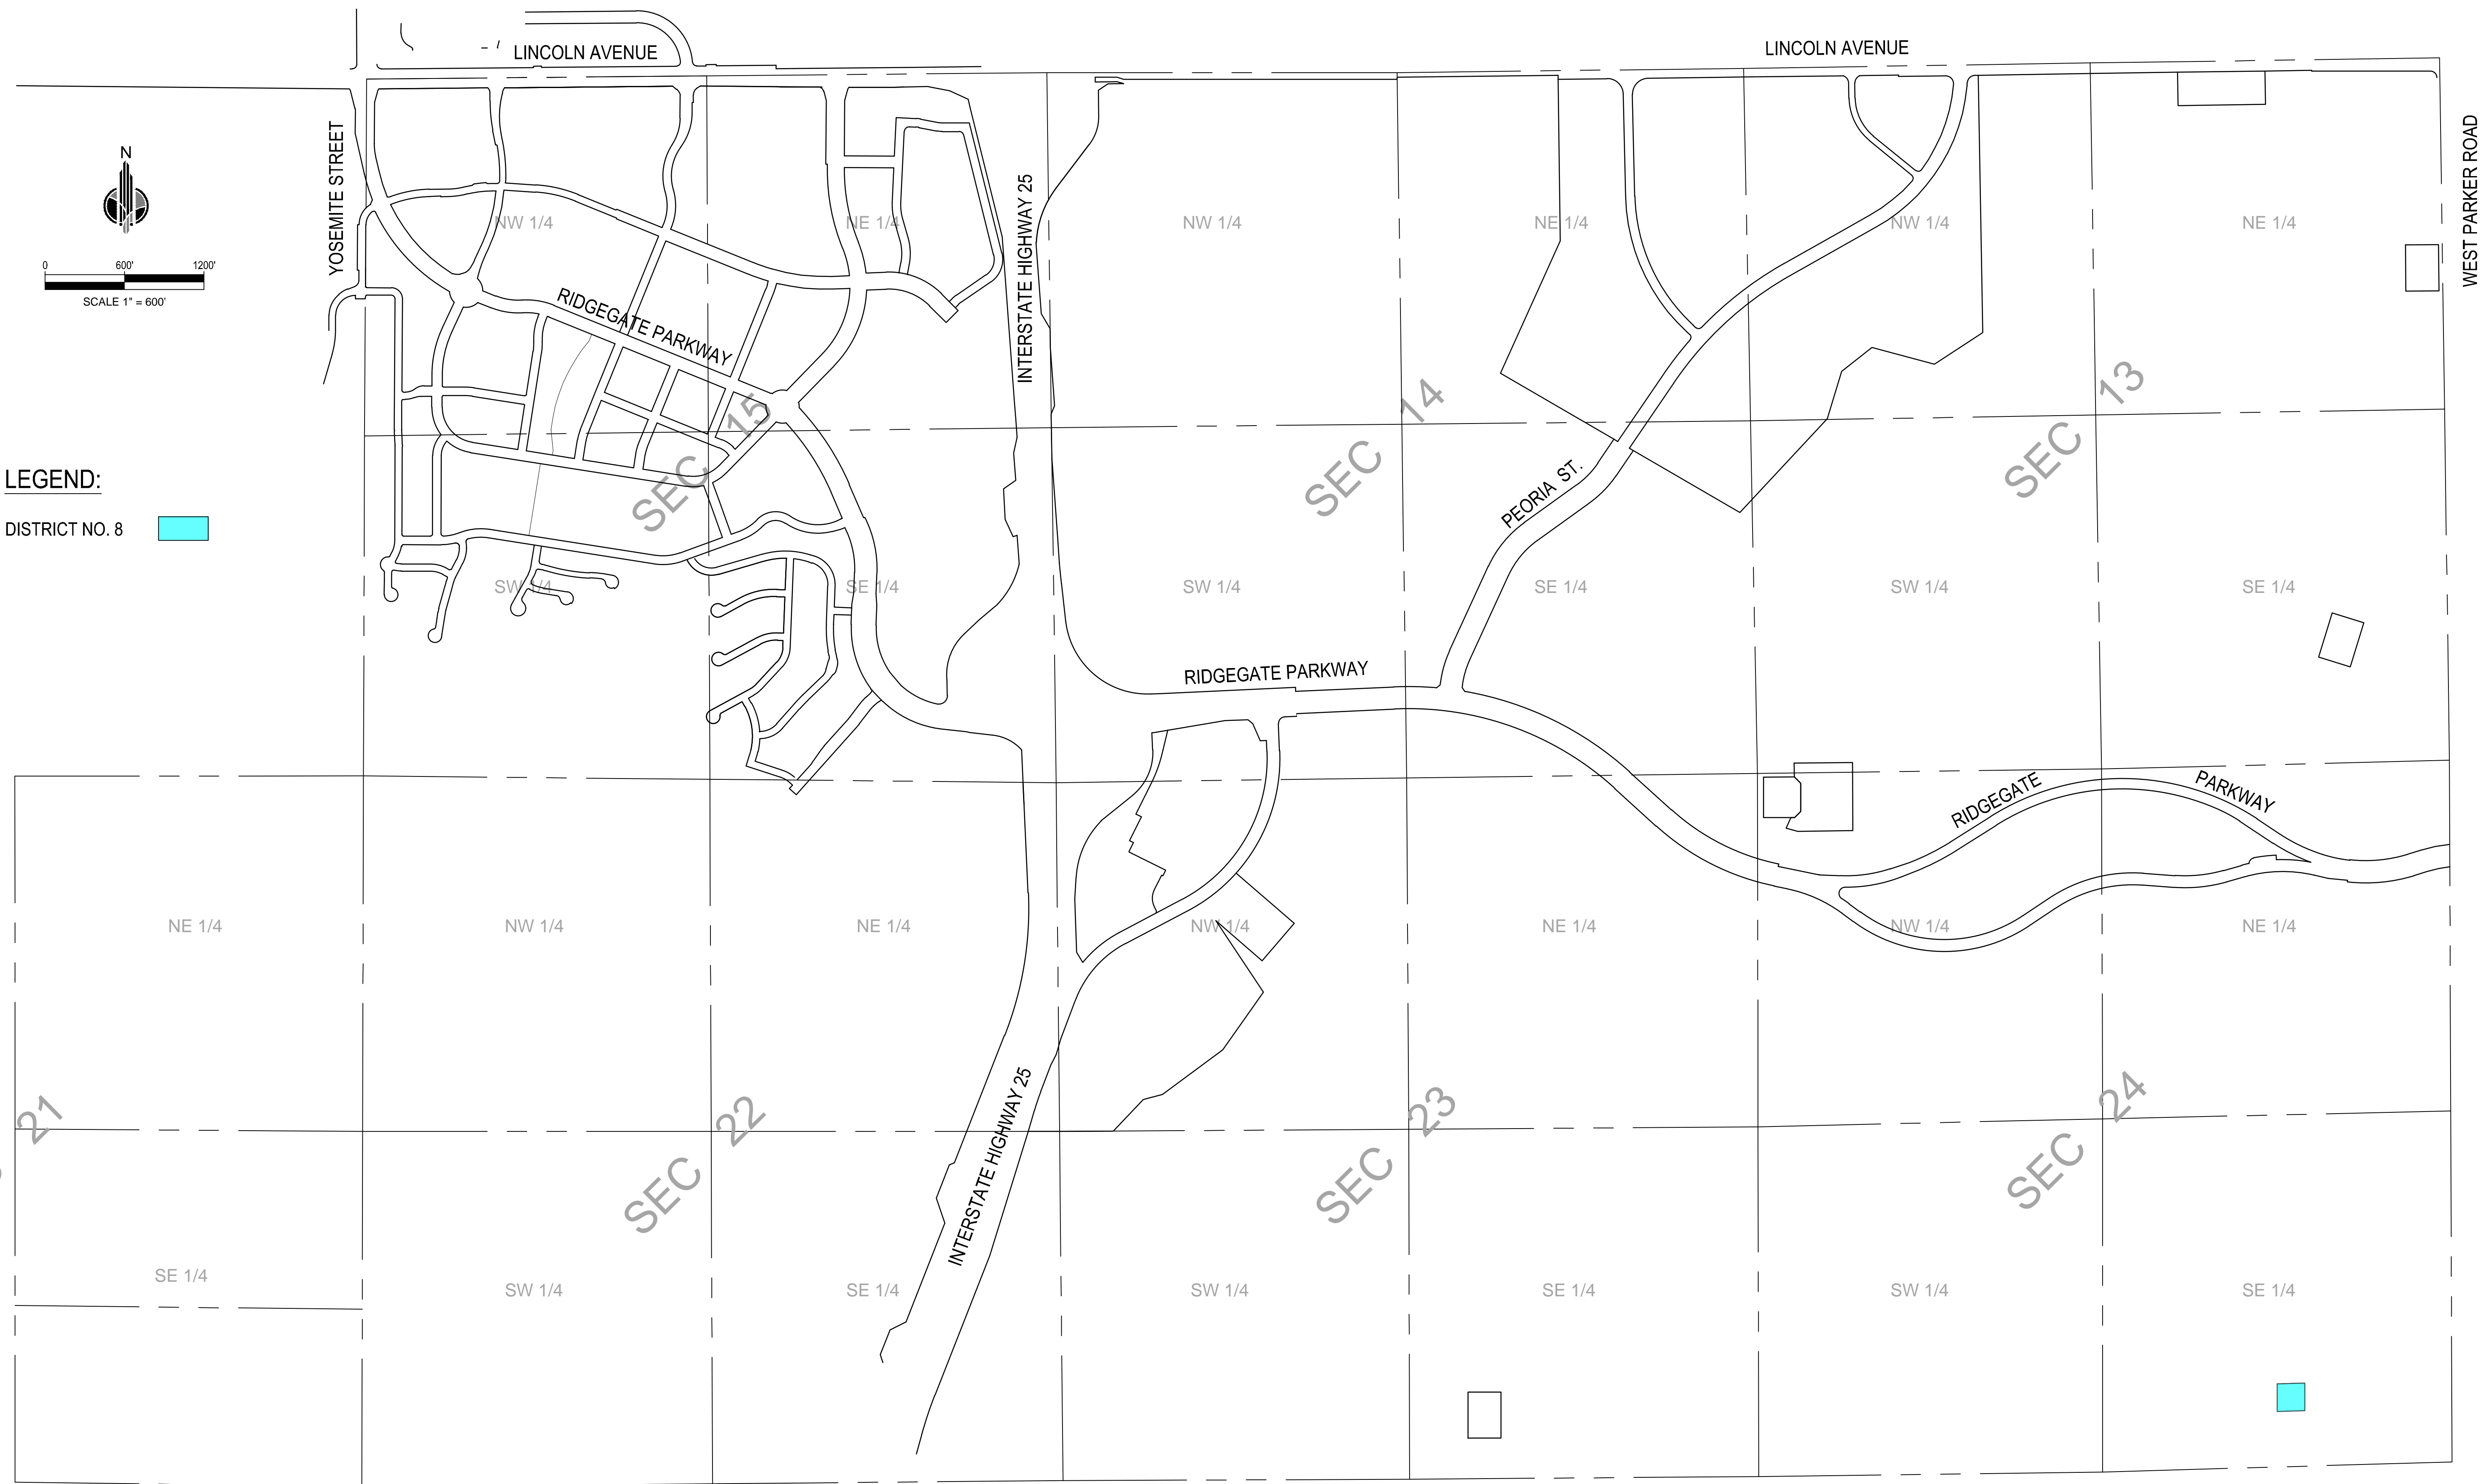 LINCOLN AVENUE
LINCOLN AVENUE
YOSEMITE STREET
WEST PARKER ROAD
N
0 600' 1200'
SCALE 1" = 600'
INTERSTATE HIGHWAY 25
NW 1/4
NE 1/4
NW 1/4
NE 1/4
NW 1/4
NE 1/4
RIDGEGATE PARKWAY
SEC 15
SEC 14
SEC 13
LEGEND:
DISTRICT NO. 8
PEORIA ST.
SW 1/4
SE 1/4
SW 1/4
SE 1/4
SW 1/4
SE 1/4
RIDGEGATE PARKWAY
RIDGEGATE PARKWAY
NE 1/4
NW 1/4
NE 1/4
NW 1/4
NE 1/4
NW 1/4
NE 1/4
21
SEC 22
SEC 23
SEC 24
INTERSTATE HIGHWAY 25
SE 1/4
SW 1/4
SE 1/4
SW 1/4
SE 1/4
SW 1/4
SE 1/4